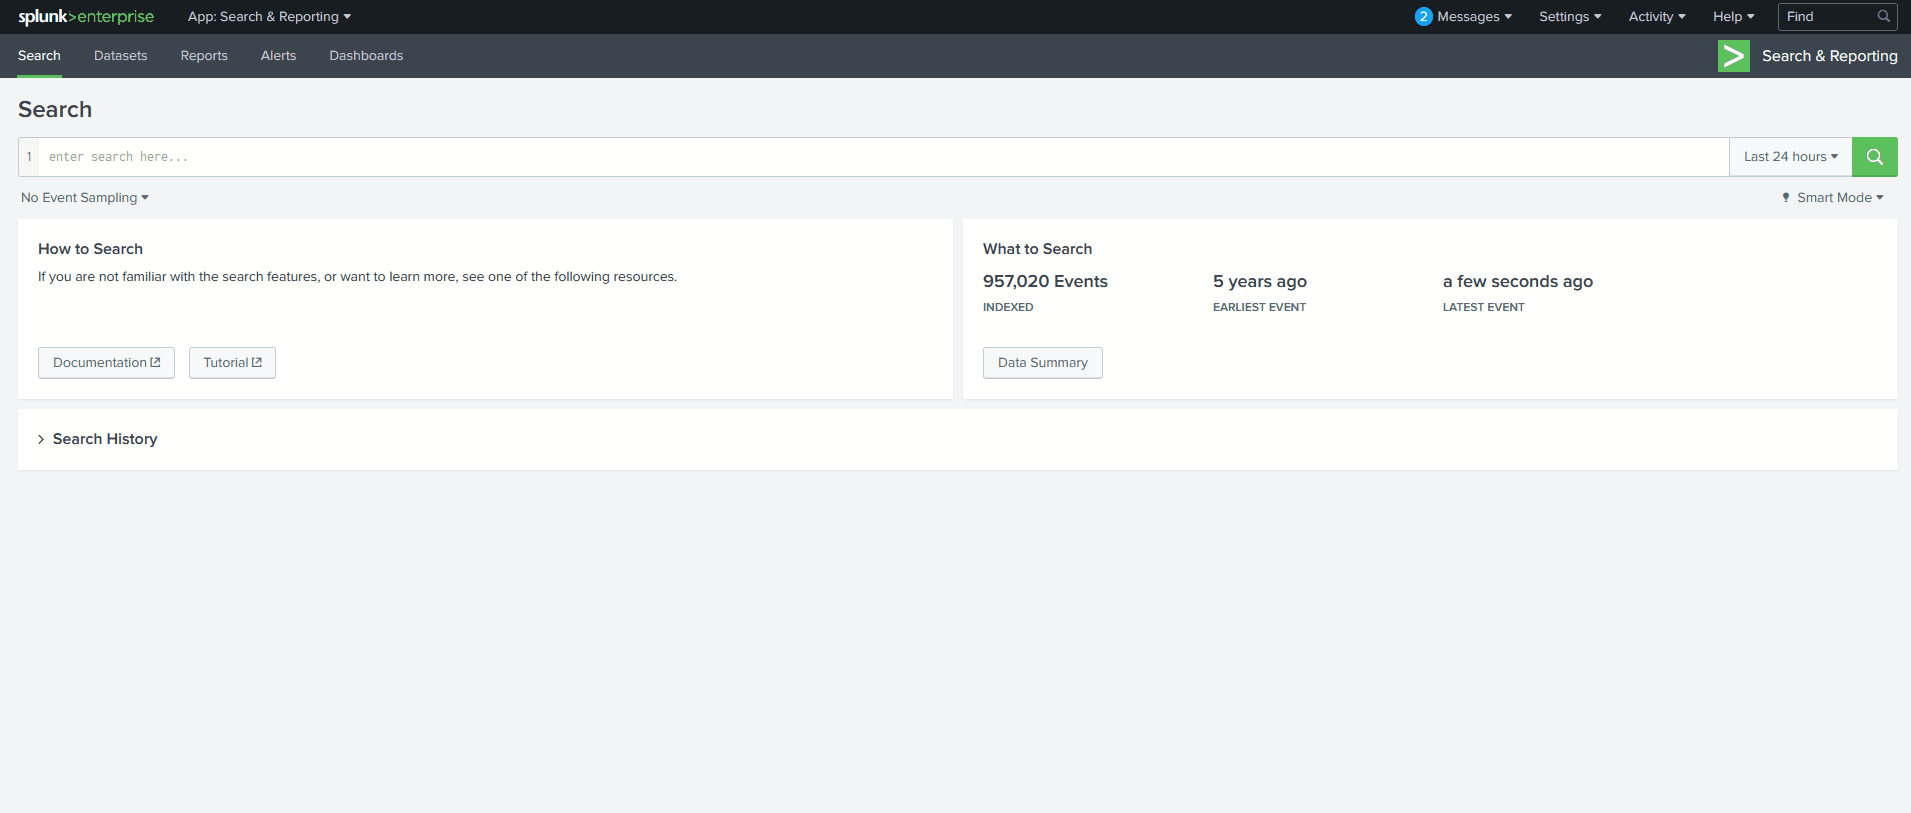 splunk>enterprise App: Search & Reporting 2 Messages Settings Activity Help Find
Search Datasets Reports Alerts Dashboards Search & Reporting
Search
1 enter search here... Last 24 hours
No Event Sampling Smart Mode
How to Search
If you are not familiar with the search features, or want to learn more, see one of the following resources.
Documentation Tutorial
What to Search
957,020 Events 5 years ago a few seconds ago
INDEXED EARLIEST EVENT LATEST EVENT
Data Summary
Search History